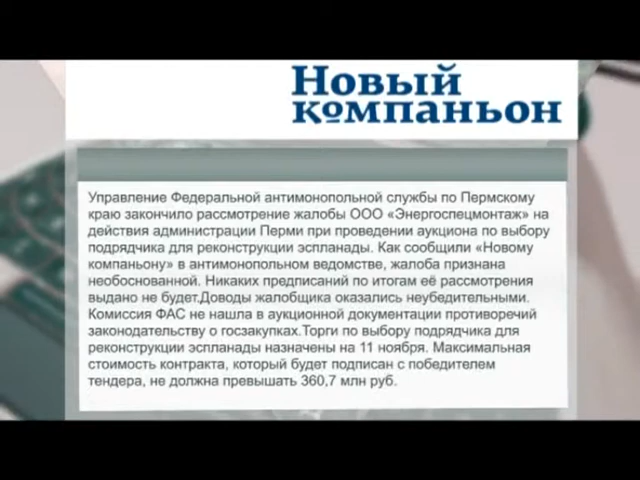 Новый
компаньон
Управление Федеральной антимонопольной службы по Пермскому
краю закончило рассмотрение жалобы ООО «Энергоспецмонтаж» на
действия администрации Перми при проведении аукциона по выбору
подрядчика для реконструкции эспланады. Как сообщили «Новому
компаньону» в антимонопольном ведомстве, жалоба признана
необоснованной. Никаких предписаний по итогам её рассмотрения
выдано не будет.Доводы жалобщика оказались неубедительными.
Комиссия ФАС не нашла в аукционной документации противоречий
законодательству о госзакупках.Торги по выбору подрядчика для
реконструкции эспланады назначены на 11 ноября. Максимальная
стоимость контракта, который будет подписан с победителем
тендера, не должна превышать 360,7 млн руб.